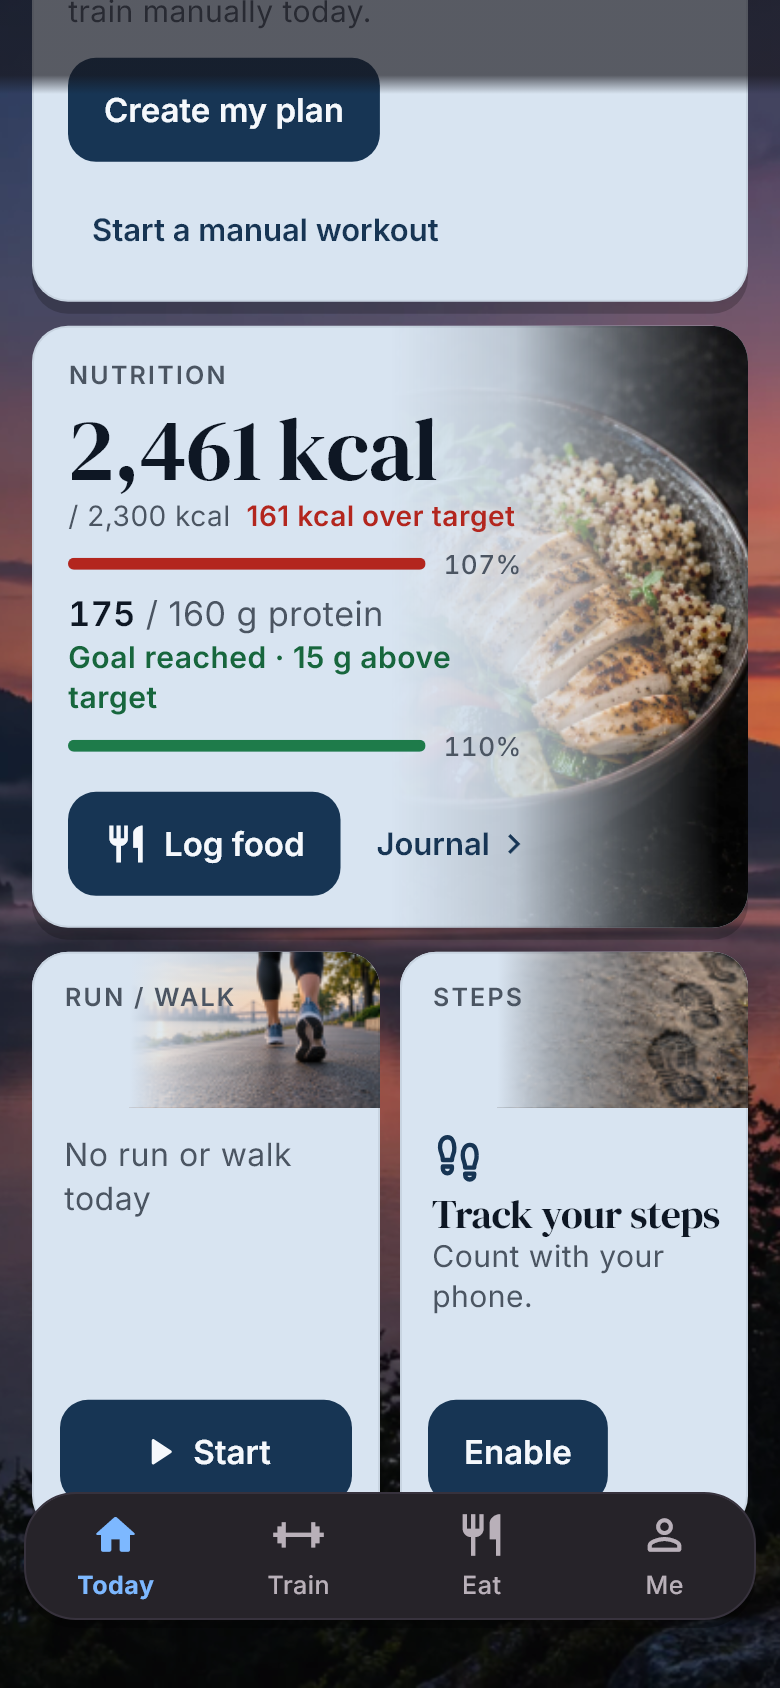 train manually today.
Create my plan
Start a manual workout
NUTRITION
2,461 kcal
/ 2,300 kcal 161 kcal over target
107%
175 / 160 g protein
Goal reached · 15 g above
target
110%
Log food
Journal
RUN / WALK
No run or walk
today
Start
STEPS
Track your steps
Count with your
phone.
Enable
Today
Train
Eat
Me